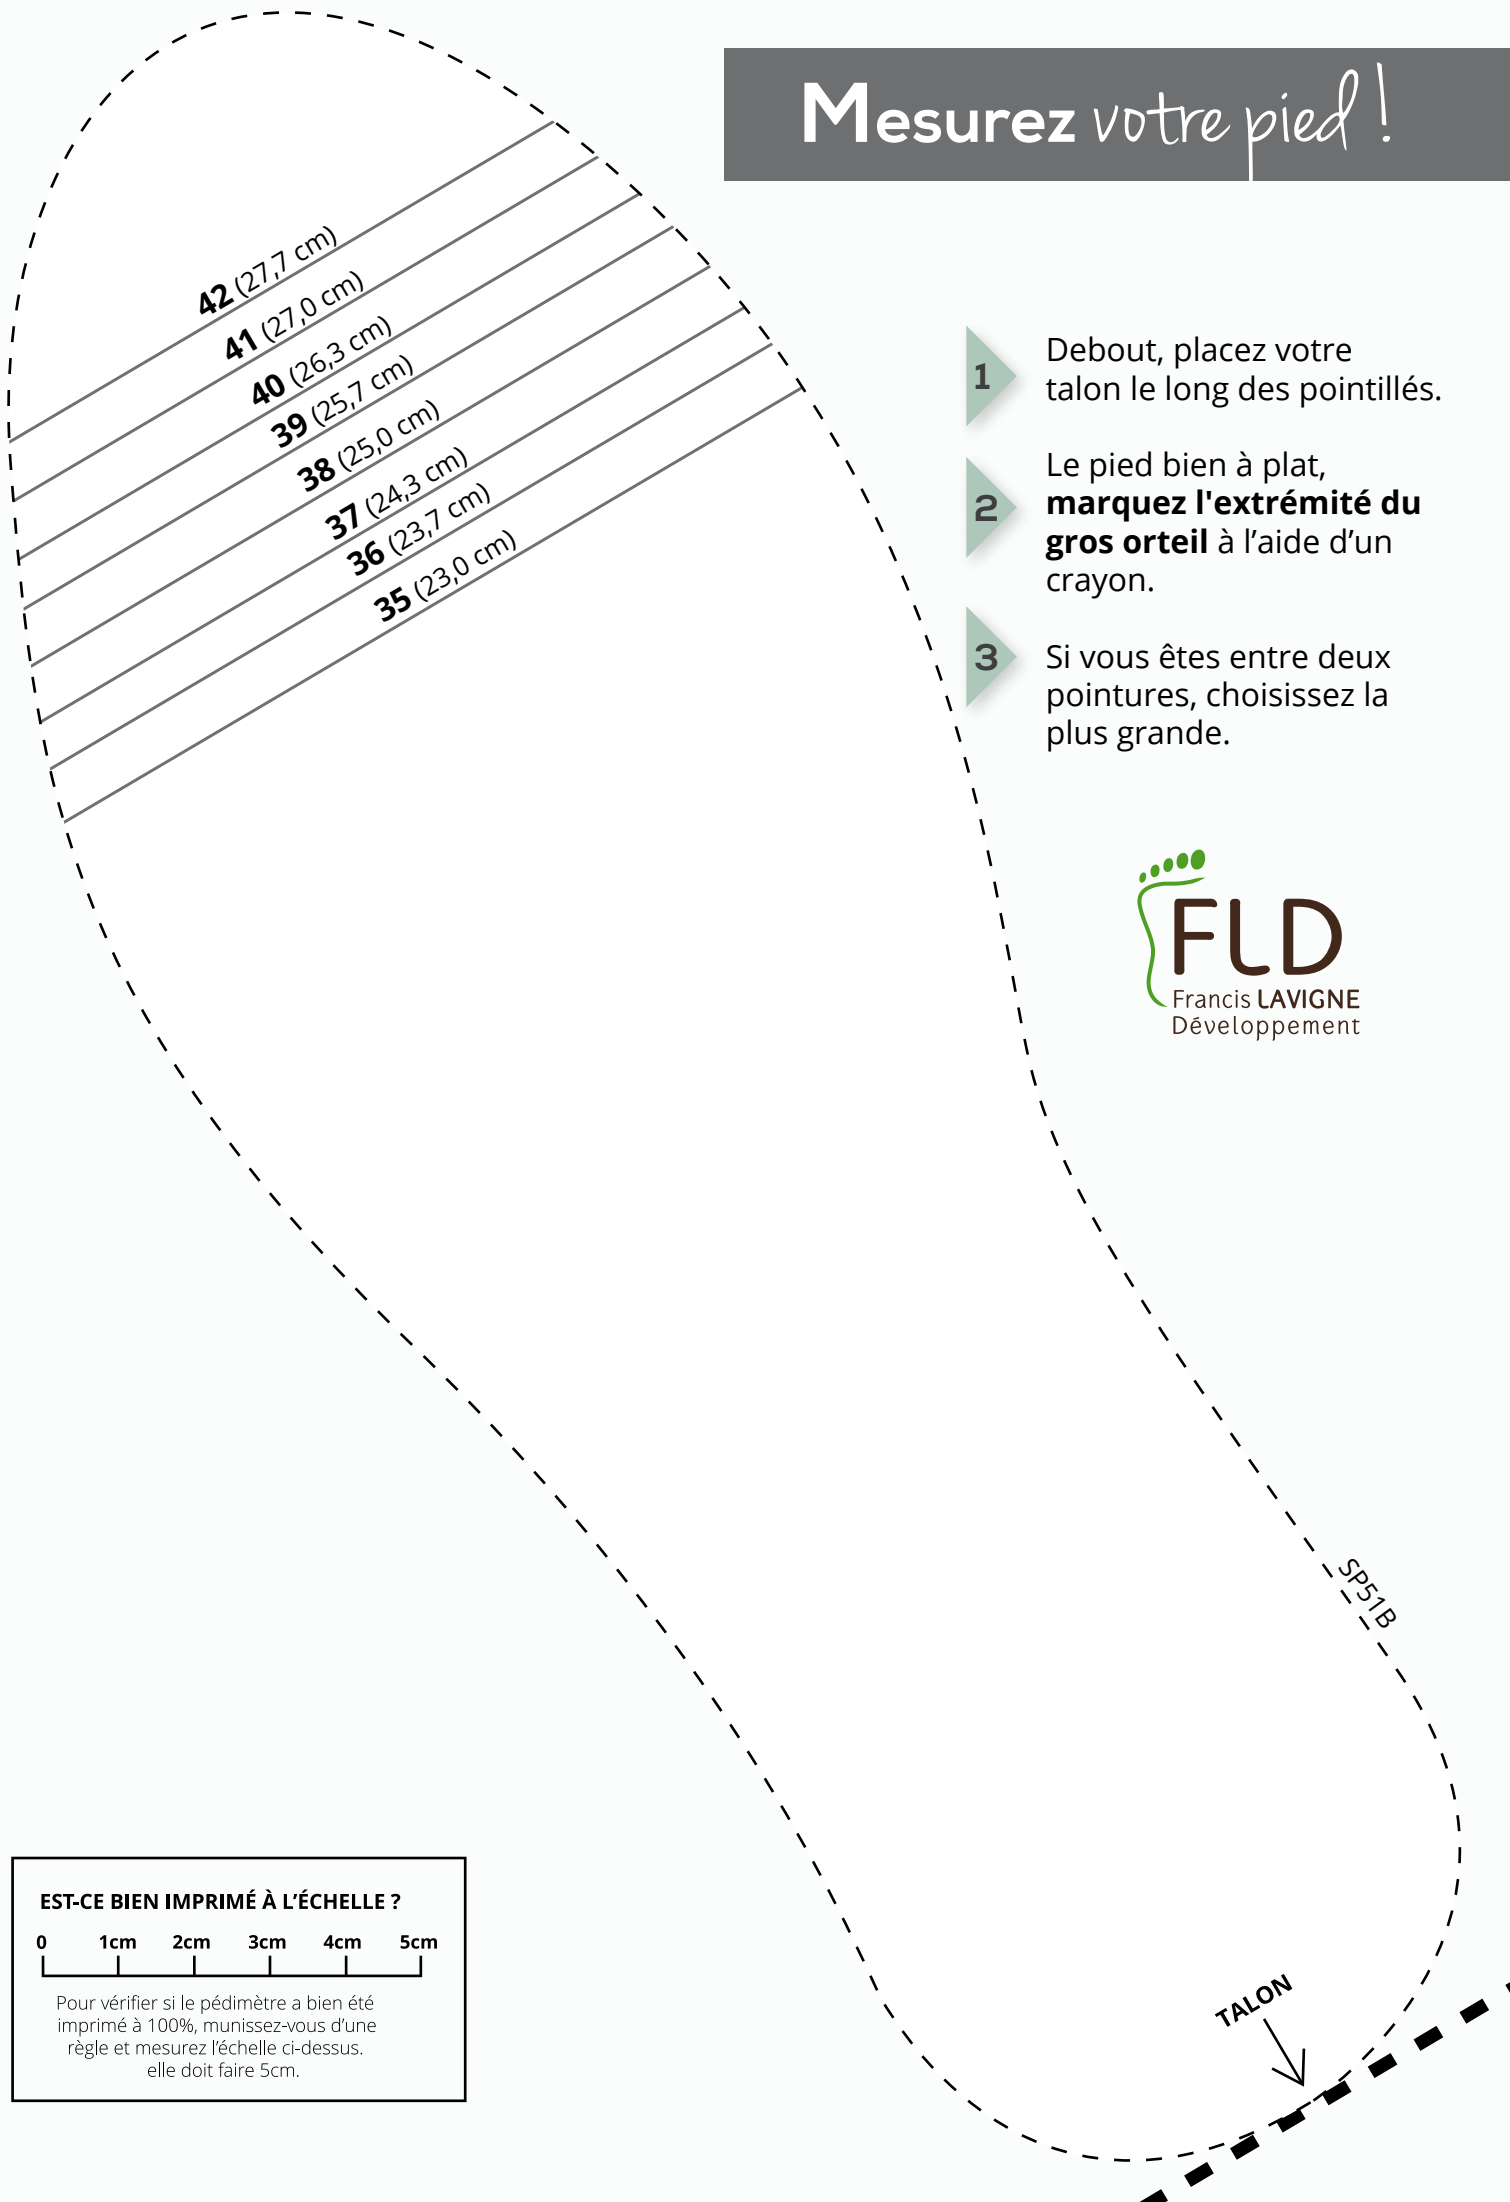 Mesurez votre pied !
42 (27,7 cm)
41 (27,0 cm)
40 (26,3 cm)
39 (25,7 cm)
38 (25,0 cm)
37 (24,3 cm)
36 (23,7 cm)
35 (23,0 cm)
1
Debout, placez votre
talon le long des pointillés.
2
Le pied bien à plat,
marquez l'extrémité du
gros orteil à l’aide d’un
crayon.
3
Si vous êtes entre deux
pointures, choisissez la
plus grande.
FLD
Francis LAVIGNE
Développement
SP51B
EST-CE BIEN IMPRIMÉ À L’ÉCHELLE ?
0 1cm 2cm 3cm 4cm 5cm
Pour vérifier si le pédimètre a bien été
imprimé à 100%, munissez-vous d’une
règle et mesurez l’échelle ci-dessus.
elle doit faire 5cm.
TALON